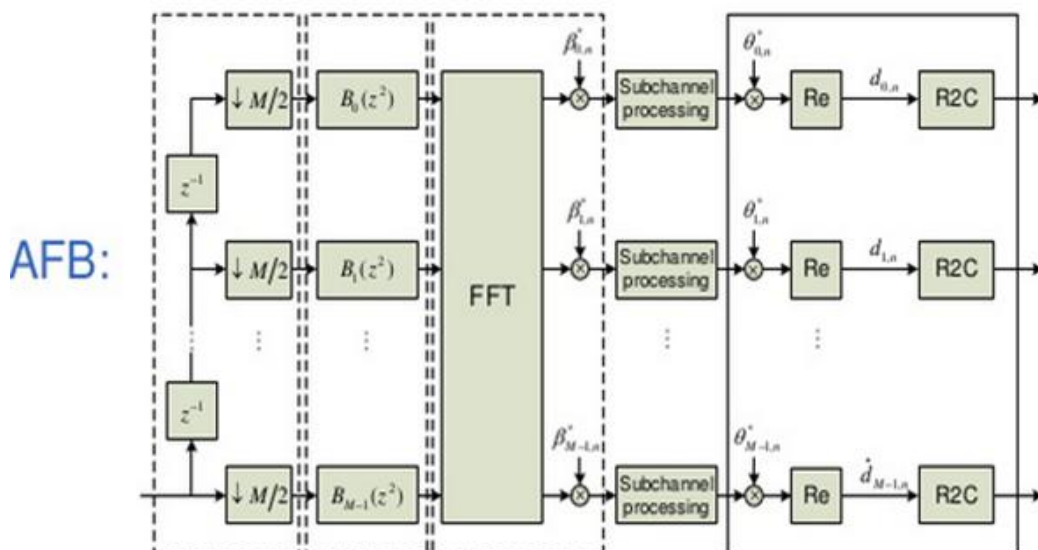 β*₀,ₙ θ*₀,ₙ
↓ M/2 B₀(z²) Subchannel processing Re d₀,ₙ R2C
z⁻¹
β*₁,ₙ θ*₁,ₙ
AFB: ↓ M/2 B₁(z²) FFT Subchannel processing Re d₁,ₙ R2C
z⁻¹
β*_{M-1,n} θ*_{M-1,n}
↓ M/2 B_{M-1}(z²) Subchannel processing Re d_{M-1,n} R2C